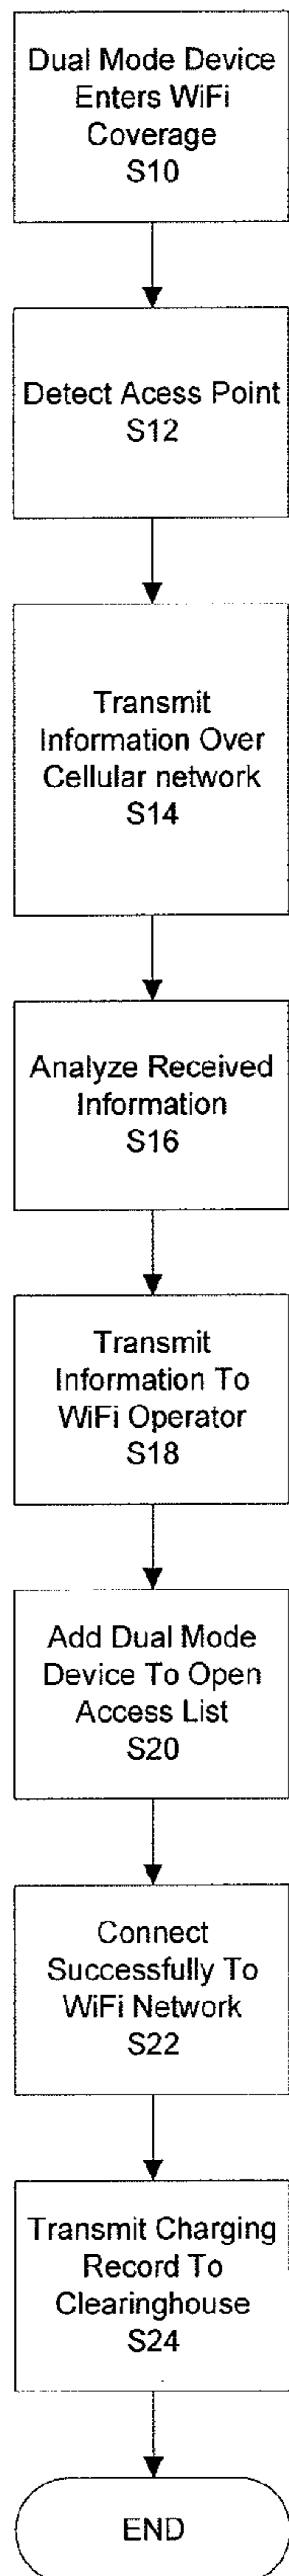 Dual Mode Device
Enters WiFi
Coverage
S10
Detect Acess Point
S12
Transmit
Information Over
Cellular network
S14
Analyze Received
Information
S16
Transmit
Information To
WiFi Operator
S18
Add Dual Mode
Device To Open
Access List
S20
Connect
Successfully To
WiFi Network
S22
Transmit Charging
Record To
Clearinghouse
S24
END